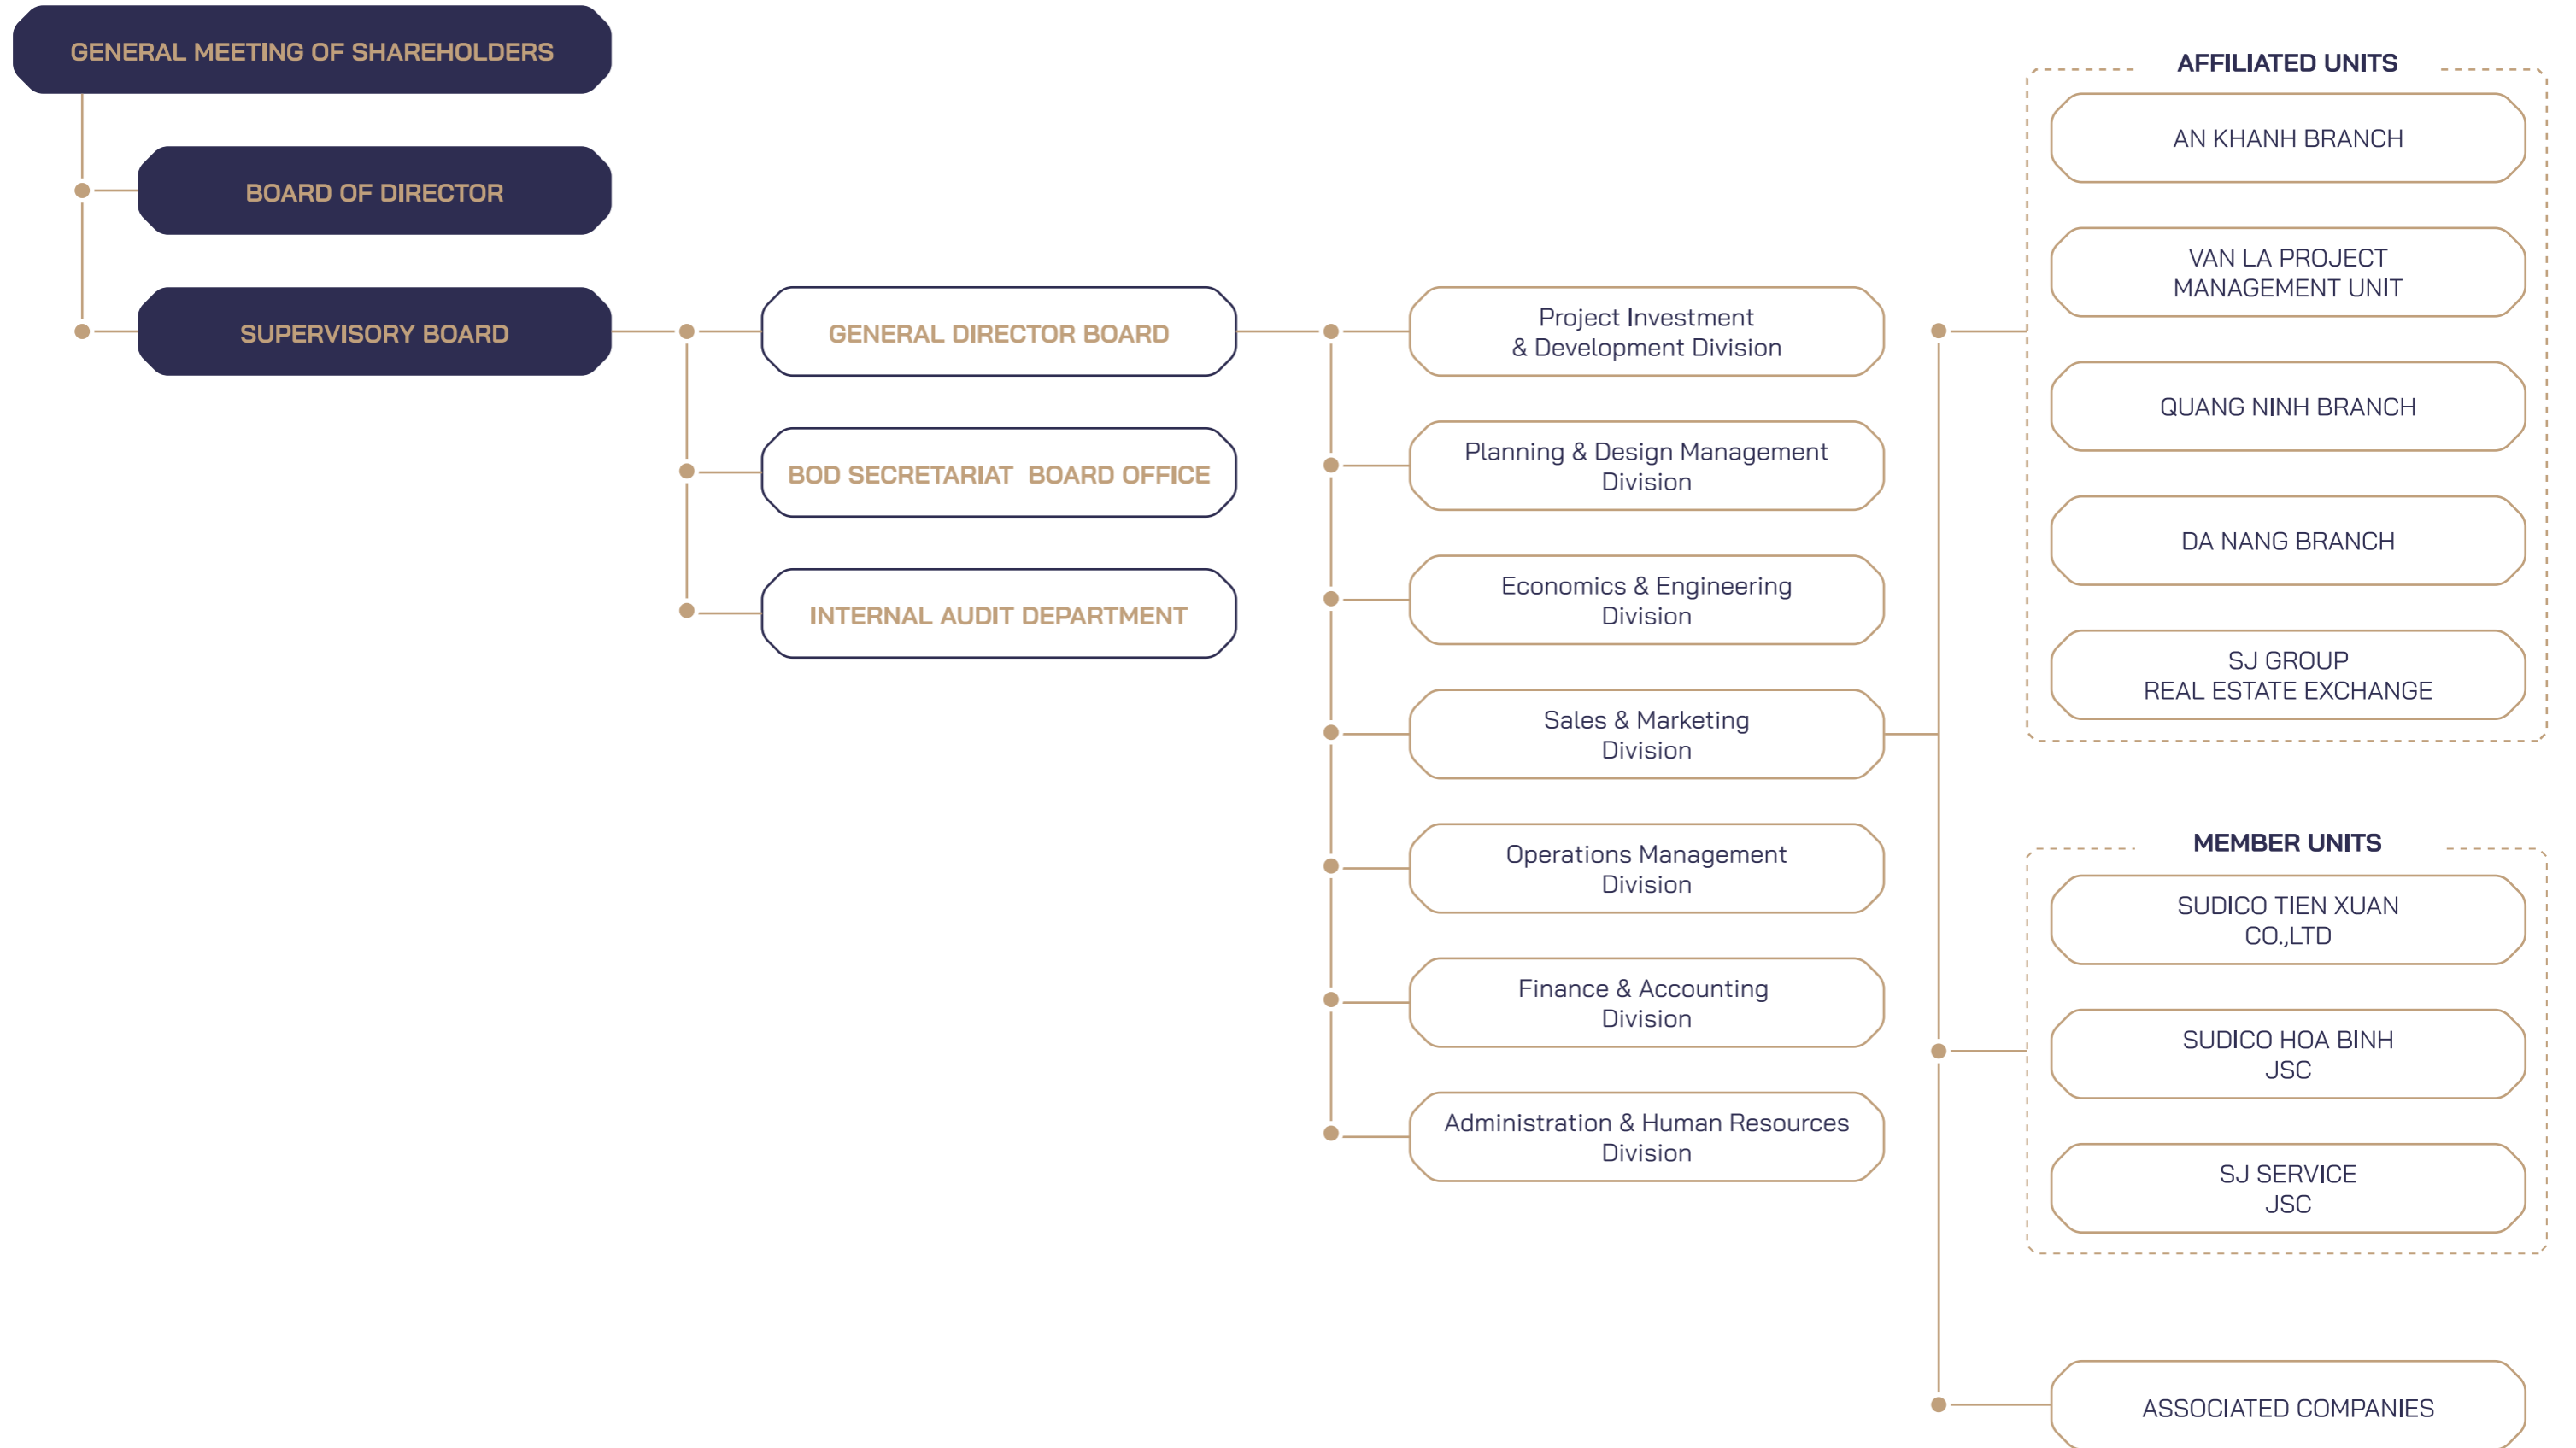 GENERAL MEETING OF SHAREHOLDERS
BOARD OF DIRECTOR
SUPERVISORY BOARD
GENERAL DIRECTOR BOARD
BOD SECRETARIAT BOARD OFFICE
INTERNAL AUDIT DEPARTMENT
Project Investment
& Development Division
Planning & Design Management
Division
Economics & Engineering
Division
Sales & Marketing
Division
Operations Management
Division
Finance & Accounting
Division
Administration & Human Resources
Division
AFFILIATED UNITS
AN KHANH BRANCH
VAN LA PROJECT
MANAGEMENT UNIT
QUANG NINH BRANCH
DA NANG BRANCH
SJ GROUP
REAL ESTATE EXCHANGE
MEMBER UNITS
SUDICO TIEN XUAN
CO.,LTD
SUDICO HOA BINH
JSC
SJ SERVICE
JSC
ASSOCIATED COMPANIES